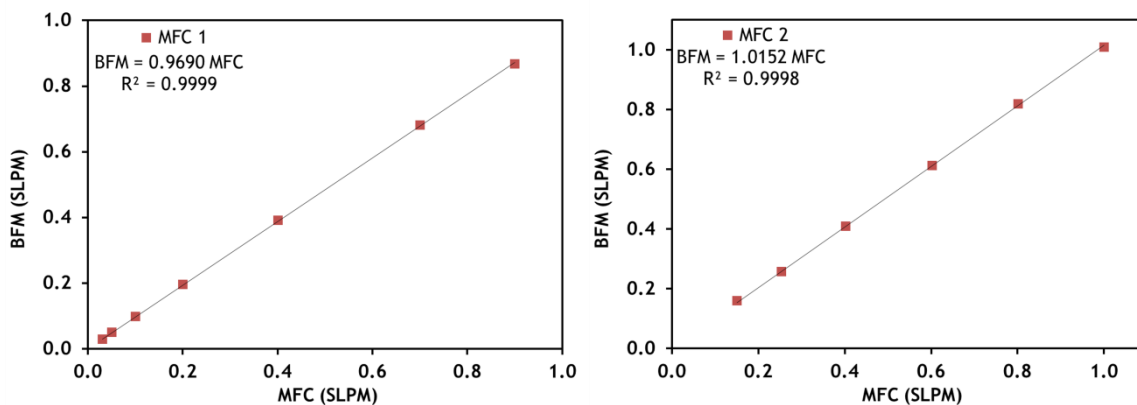 MFC 1
BFM = 0.9690 MFC
R² = 0.9999
1.0
0.8
0.6
0.4
0.2
0.0
BFM (SLPM)
0.0 0.2 0.4 0.6 0.8 1.0
MFC (SLPM)
MFC 2
BFM = 1.0152 MFC
R² = 0.9998
1.0
0.8
0.6
0.4
0.2
0.0
BFM (SLPM)
0.0 0.2 0.4 0.6 0.8 1.0
MFC (SLPM)